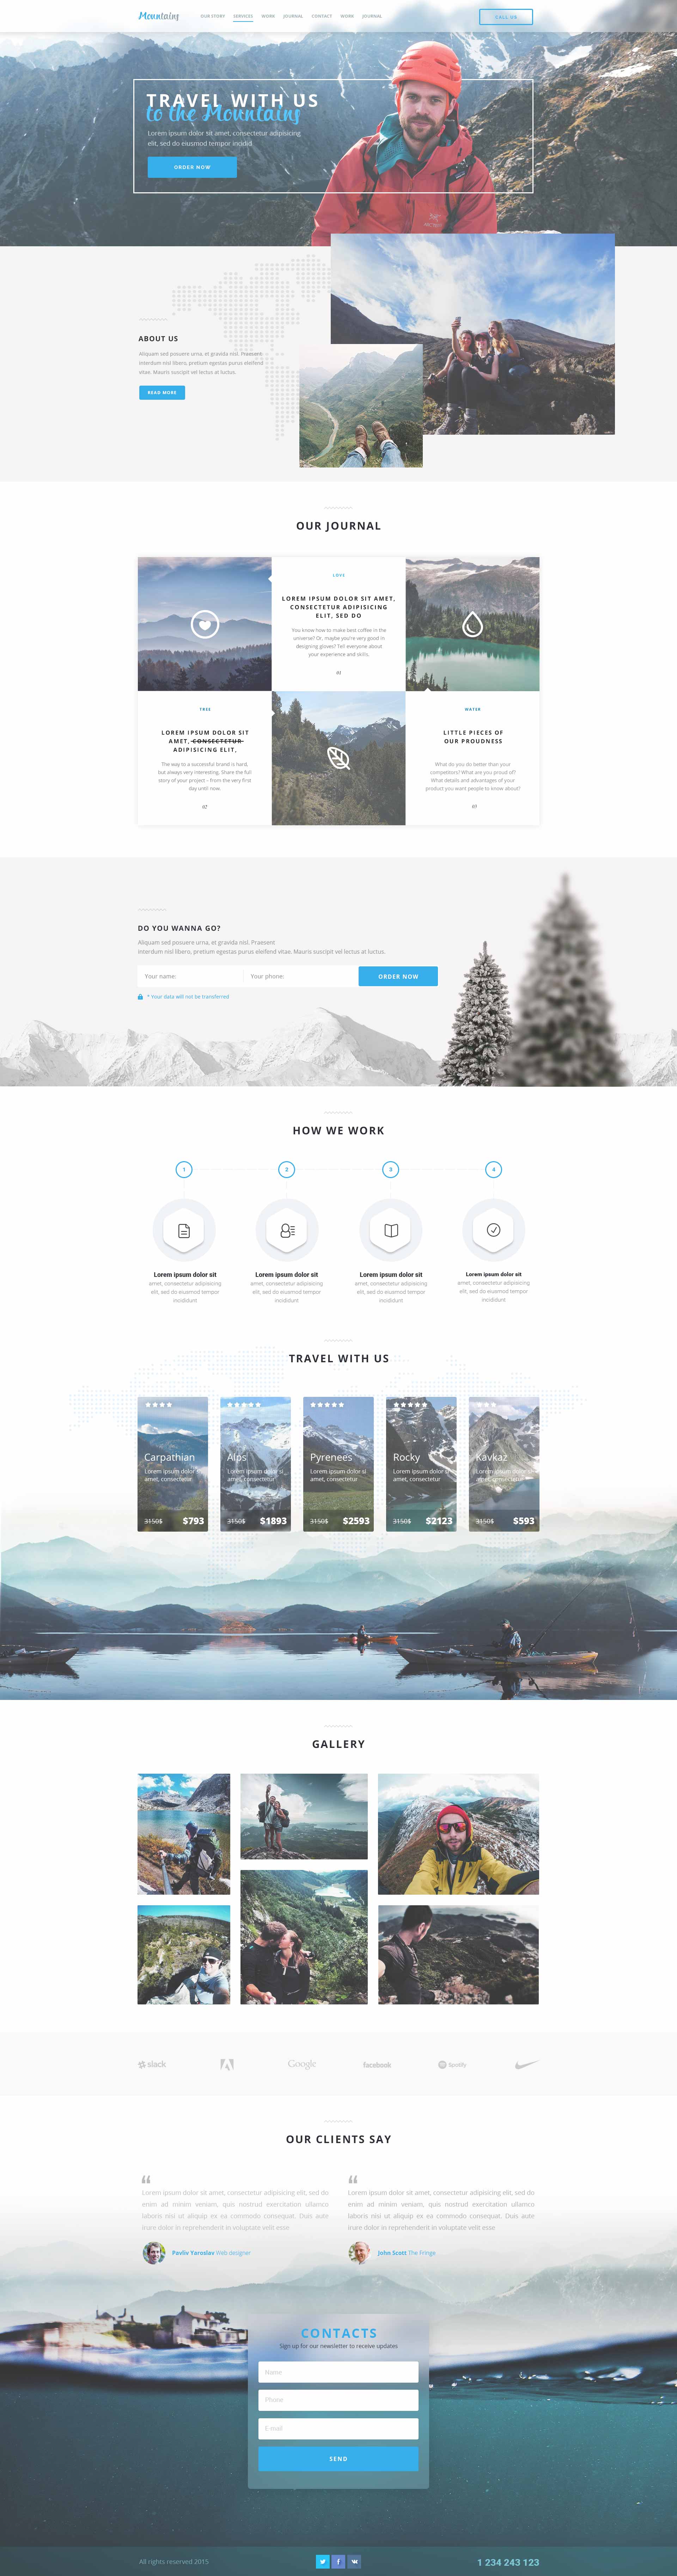 Mountains
OUR STORY SERVICES WORK JOURNAL CONTACT WORK JOURNAL
CALL US
TRAVEL WITH US
to the Mountains
Lorem ipsum dolor sit amet, consectetur adipisicing
elit, sed do eiusmod tempor incidid
ORDER NOW
ABOUT US
Aliquam sed posuere urna, et gravida nisl. Praesent
interdum nisl libero, pretium egestas purus eleifend
vitae. Mauris suscipit vel lectus at luctus.
READ MORE
OUR JOURNAL
LOVE
LOREM IPSUM DOLOR SIT AMET,
CONSECTETUR ADIPISICING
ELIT, SED DO
You know how to make best coffee in the
universe? Or, maybe you're very good in
designing gloves? Tell everyone about
your experience and skills.
TREE
LOREM IPSUM DOLOR SIT
AMET, CONSECTETUR
ADIPISICING ELIT,
The way to a successful brand is hard,
but always very interesting. Share the full
story of your project – from the very first
day until now.
WATER
LITTLE PIECES OF
OUR PROUDNESS
What do you do better than your
competitors? What are you proud of?
What details and advantages of your
product you want people to know about?
DO YOU WANNA GO?
Aliquam sed posuere urna, et gravida nisl. Praesent
interdum nisl libero, pretium egestas purus eleifend vitae. Mauris suscipit vel lectus at luctus.
Your name:
Your phone:
ORDER NOW
* Your data will not be transferred
HOW WE WORK
1
2
3
4
Lorem ipsum dolor sit
amet, consectetur adipisicing
elit, sed do eiusmod tempor
incididunt
Lorem ipsum dolor sit
amet, consectetur adipisicing
elit, sed do eiusmod tempor
incididunt
Lorem ipsum dolor sit
amet, consectetur adipisicing
elit, sed do eiusmod tempor
incididunt
Lorem ipsum dolor sit
amet, consectetur adipisicing
elit, sed do eiusmod tempor
incididunt
TRAVEL WITH US
Carpathian
Lorem ipsum dolor si
amet, consectetur
3150$ $793
Alps
Lorem ipsum dolor si
amet, consectetur
3150$ $1893
Pyrenees
Lorem ipsum dolor si
amet, consectetur
3150$ $2593
Rocky
Lorem ipsum dolor si
amet, consectetur
3150$ $2123
Kavkaz
Lorem ipsum dolor si
amet, consectetur
3150$ $593
GALLERY
slack
Google
facebook
Spotify
OUR CLIENTS SAY
“
Lorem ipsum dolor sit amet, consectetur adipisicing elit, sed do
enim ad minim veniam, quis nostrud exercitation ullamco
laboris nisi ut aliquip ex ea commodo consequat. Duis aute
irure dolor in reprehenderit in voluptate velit esse
Pavliv Yaroslav Web designer
“
Lorem ipsum dolor sit amet, consectetur adipisicing elit, sed do
enim ad minim veniam, quis nostrud exercitation ullamco
laboris nisi ut aliquip ex ea commodo consequat. Duis aute
irure dolor in reprehenderit in voluptate velit esse
John Scott The Fringe
CONTACTS
Sign up for our newsletter to receive updates
Name
Phone
E-mail
SEND
All rights reserved 2015
1 234 243 123